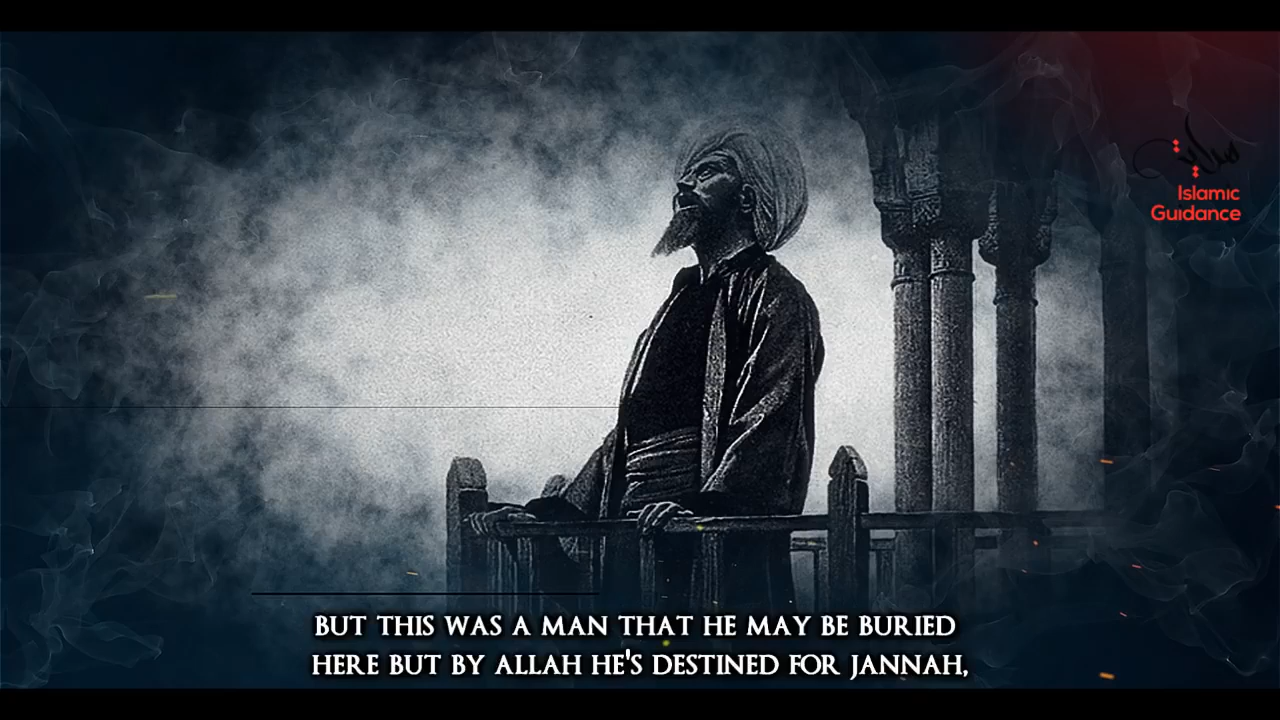 هداية
Islamic
Guidance
BUT THIS WAS A MAN THAT HE MAY BE BURIED
HERE BUT BY ALLAH HE'S DESTINED FOR JANNAH,